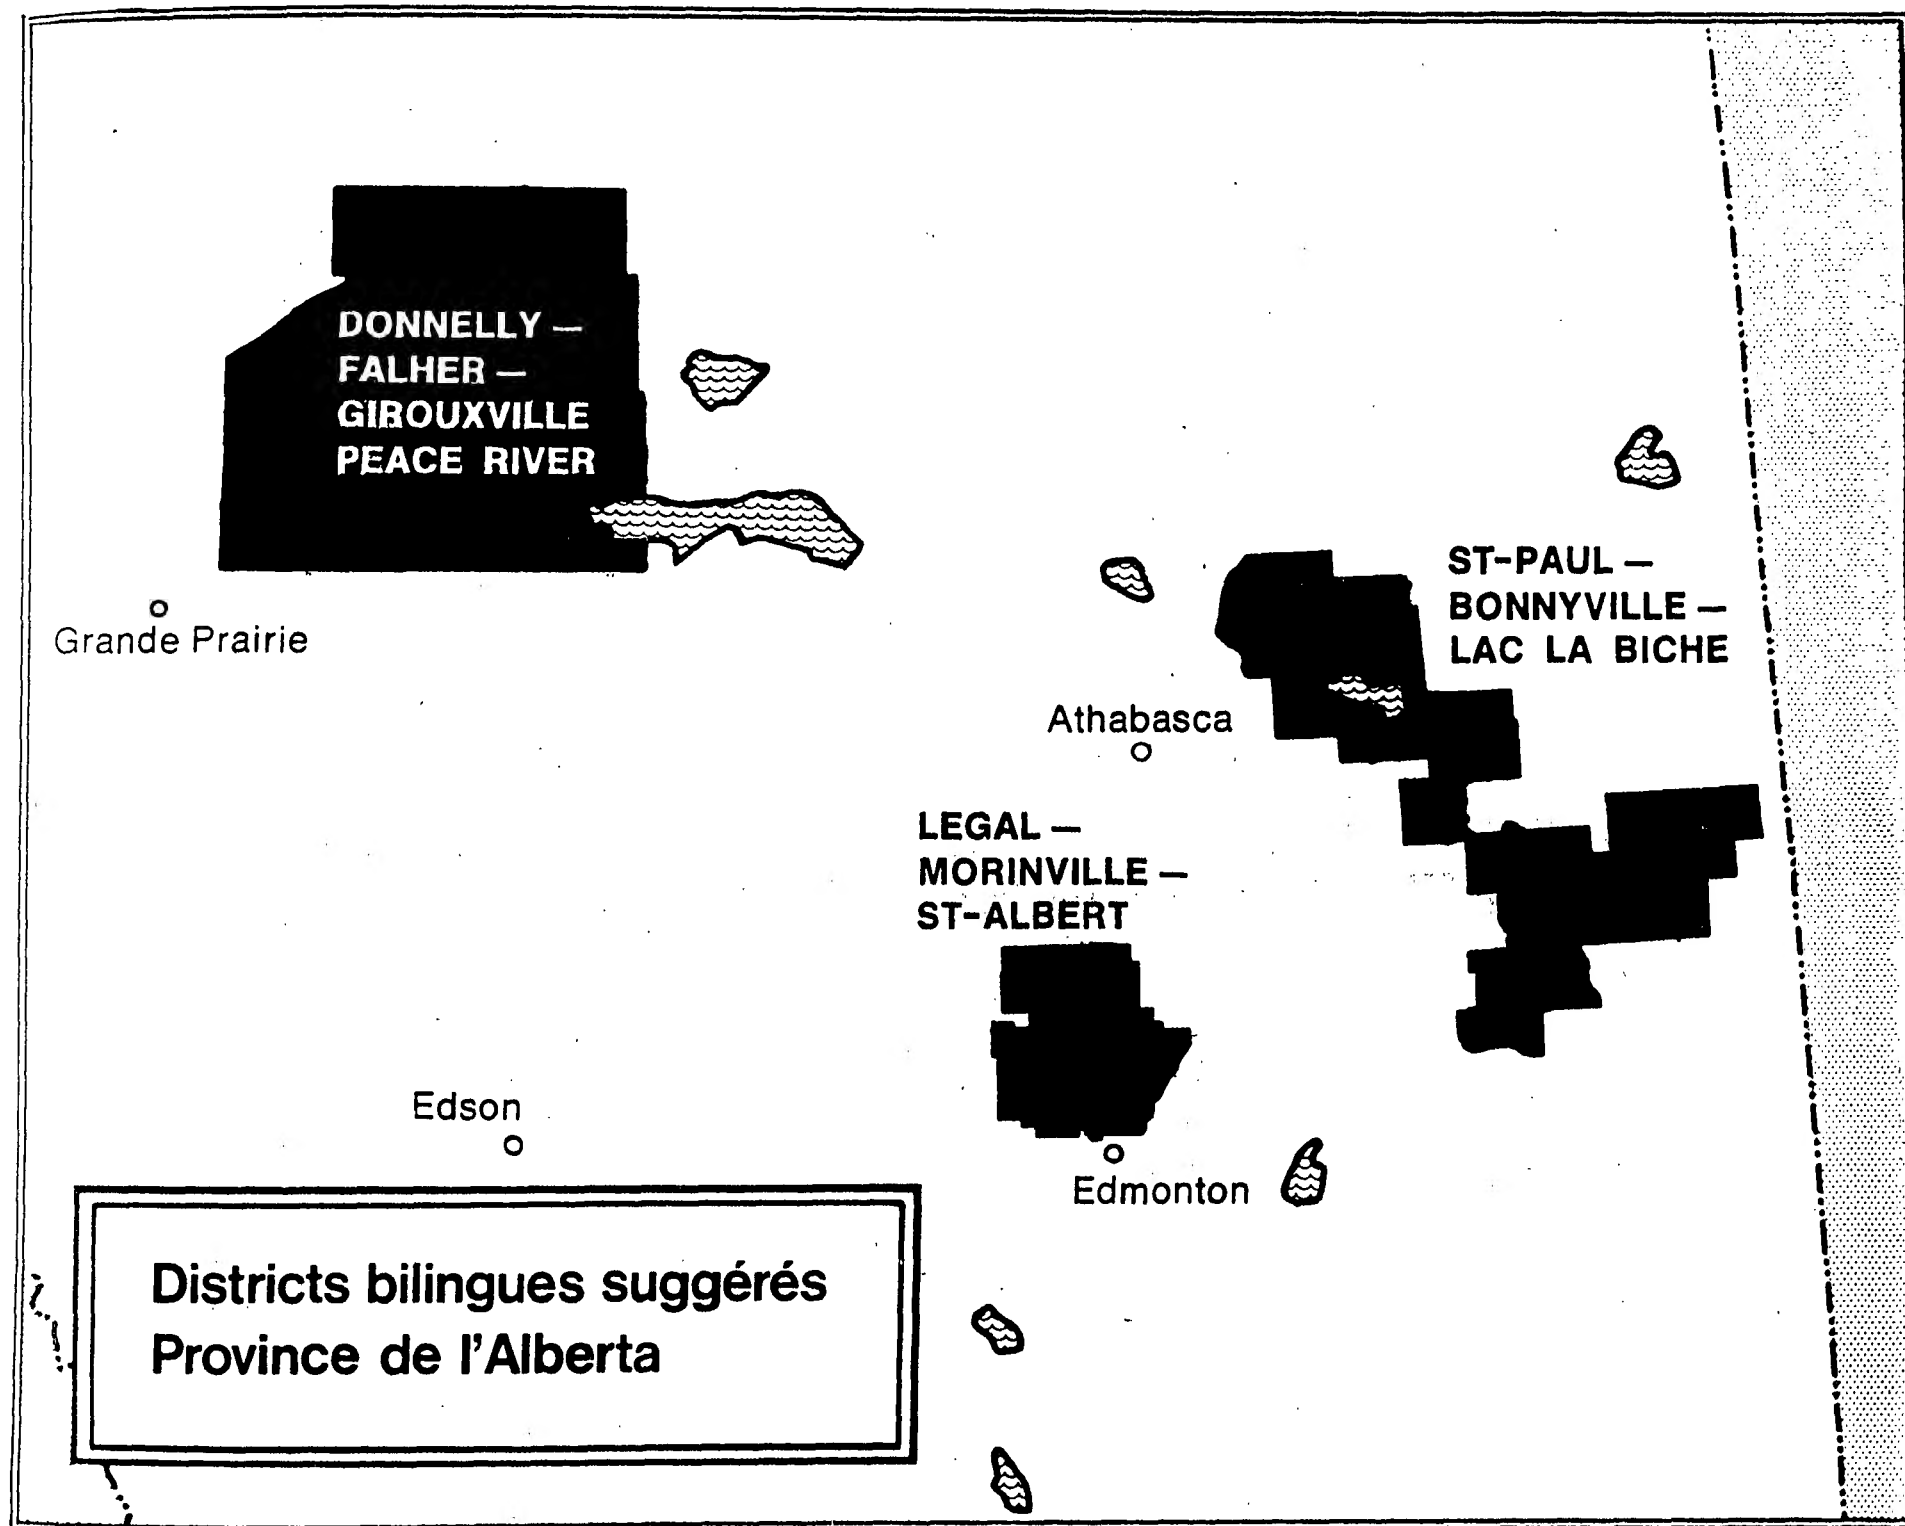 DONNELLY —
FALHER —
GIROUXVILLE
PEACE RIVER
Grande Prairie
ST-PAUL —
BONNYVILLE —
LAC LA BICHE
Athabasca
LEGAL —
MORINVILLE —
ST-ALBERT
Edson
Edmonton
Districts bilingues suggérés
Province de l'Alberta